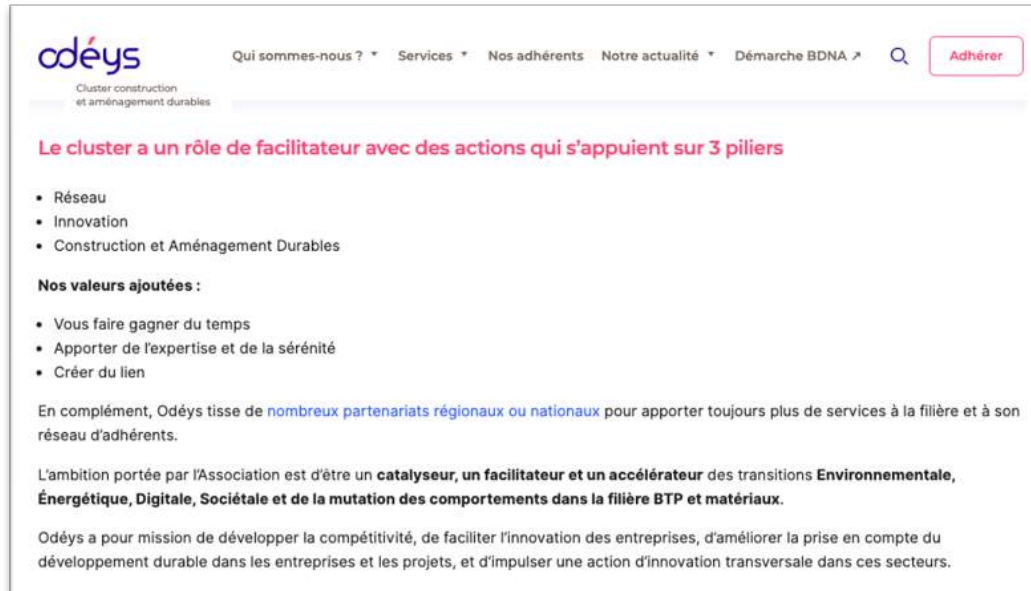 odéys
Cluster construction
et aménagement durables
Qui sommes-nous ? Services Nos adhérents Notre actualité Démarche BDNA ↗ Adhérer
Le cluster a un rôle de facilitateur avec des actions qui s’appuient sur 3 piliers
• Réseau
• Innovation
• Construction et Aménagement Durables
Nos valeurs ajoutées :
• Vous faire gagner du temps
• Apporter de l’expertise et de la sérénité
• Créer du lien
En complément, Odéys tisse de nombreux partenariats régionaux ou nationaux pour apporter toujours plus de services à la filière et à son
réseau d’adhérents.
L’ambition portée par l’Association est d’être un catalyseur, un facilitateur et un accélérateur des transitions Environnementale,
Énergétique, Digitale, Sociétale et de la mutation des comportements dans la filière BTP et matériaux.
Odéys a pour mission de développer la compétitivité, de faciliter l’innovation des entreprises, d’améliorer la prise en compte du
développement durable dans les entreprises et les projets, et d’impulser une action d’innovation transversale dans ces secteurs.